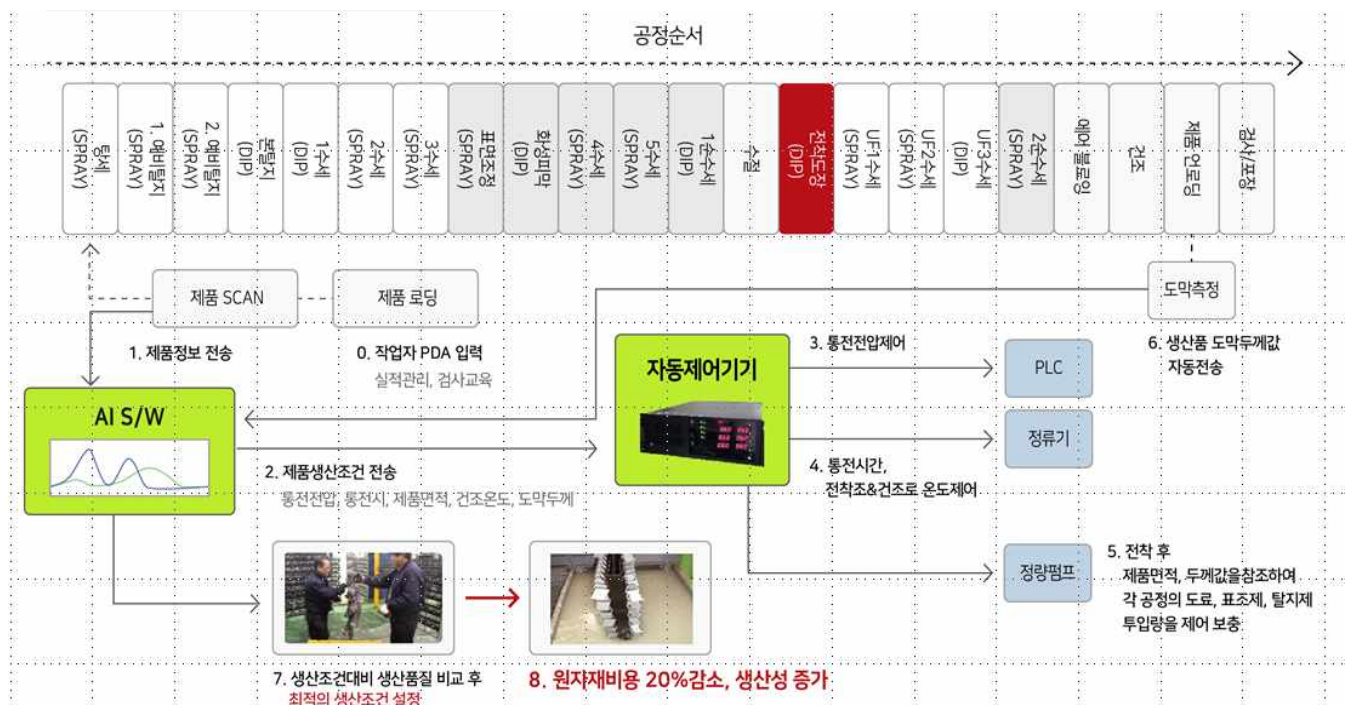 공정순서
탕세
(SPRAY)
1. 예비탈지
(SPRAY)
2. 예비탈지
(SPRAY)
본탈지
(DIP)
1수세
(DIP)
2수세
(SPRAY)
3수세
(SPRAY)
표면조정
(SPRAY)
화성피막
(DIP)
4수세
(SPRAY)
5수세
(SPRAY)
1순수세
(DIP)
수절
전착도장
(DIP)
UF1수세
(SPRAY)
UF2수세
(SPRAY)
UF3수세
(DIP)
2순수세
(SPRAY)
에어 블로잉
건조
제품 언로딩
검사/포장
제품 SCAN
제품 로딩
도막측정
1. 제품정보 전송
0. 작업자 PDA 입력
실적관리, 검사교육
3. 통전전압제어
6. 생산품 도막두께값
자동전송
자동제어기기
PLC
AI S/W
정류기
2. 제품생산조건 전송
통전전압, 통전시, 제품면적, 건조온도, 도막두께
4. 통전시간,
전착조&건조로 온도제어
정량펌프
5. 전착 후
제품면적, 두께값을참조하여
각 공정의 도료, 표조제, 탈지제
투입량을 제어 보충
7. 생산조건대비 생산품질 비교 후
최적의 생산조건 설정
8. 원자재비용 20%감소, 생산성 증가